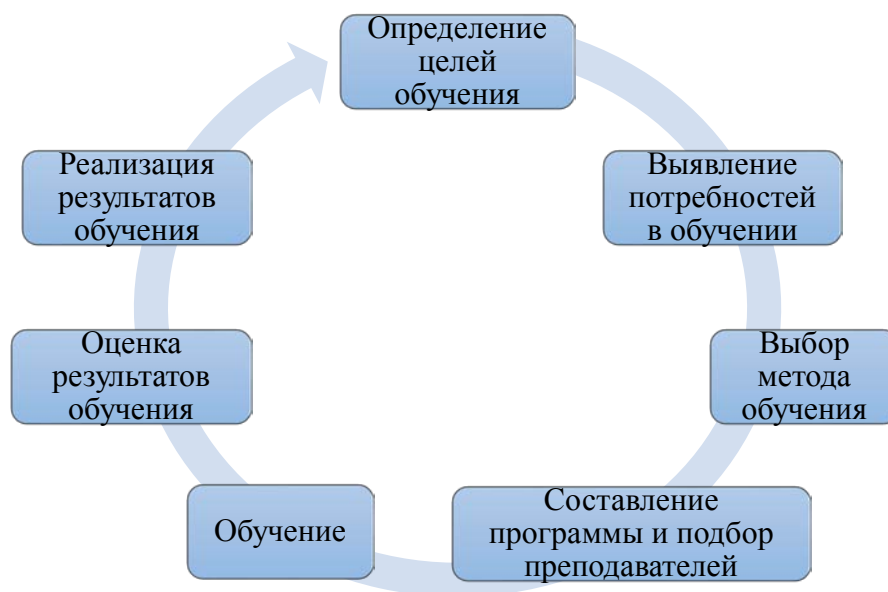 Определение
целей
обучения
Выявление
потребностей
в обучении
Выбор
метода
обучения
Составление
программы и подбор
преподавателей
Обучение
Оценка
результатов
обучения
Реализация
результатов
обучения